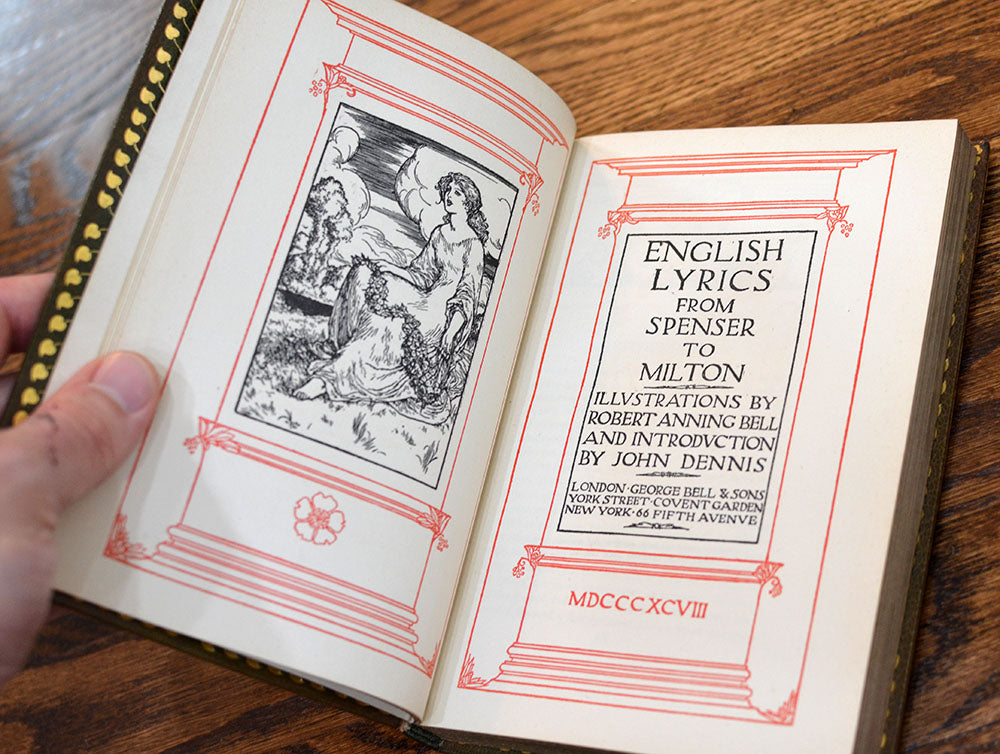 ENGLISH
LYRICS
FROM
SPENSER
TO
MILTON
ILLVSTRATIONS BY
ROBERT ANNING BELL
AND INTRODVCTION
BY JOHN DENNIS
LONDON · GEORGE BELL & SONS
YORK STREET · COVENT GARDEN
NEW YORK · 66 FIFTH AVENVE
MDCCCXCVIII